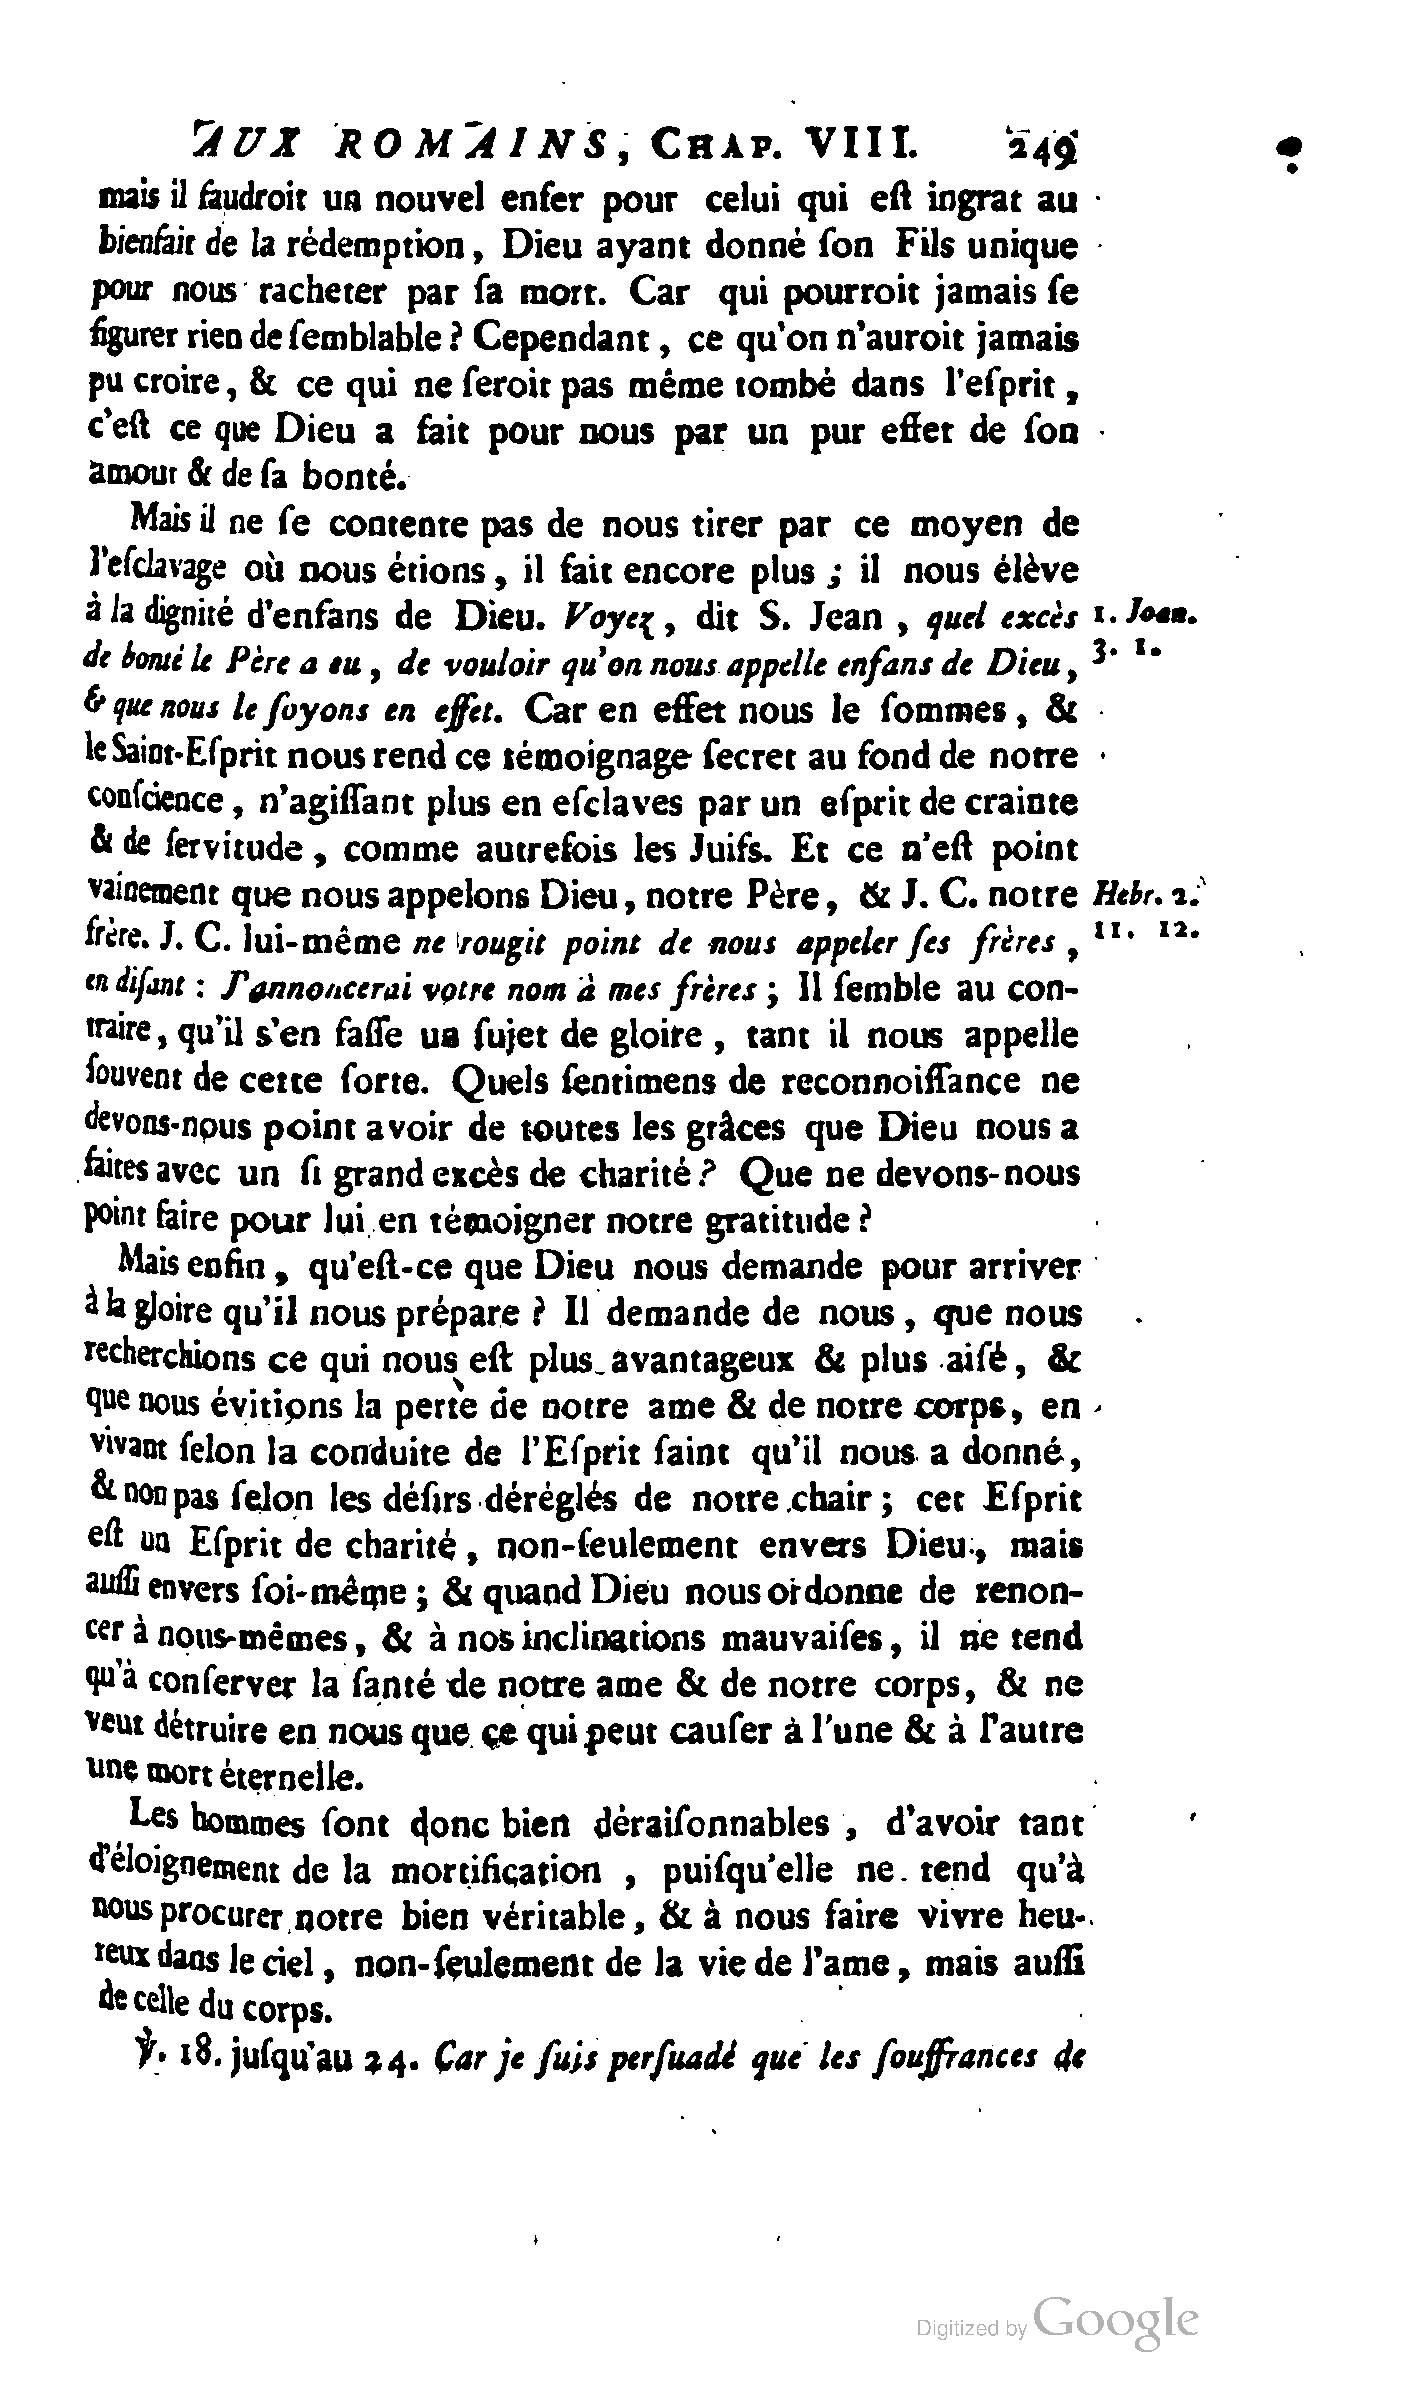 AUX ROMAINS, CHAP. VIII. 249
mais il faudroit un nouvel enfer pour celui qui eſt ingrat au
bienfait de la rédemption, Dieu ayant donné ſon Fils unique
pour nous racheter par ſa mort. Car qui pourroit jamais ſe
figurer rien de ſemblable ? Cependant, ce qu'on n'auroit jamais
pu croire, & ce qui ne ſeroit pas même tombé dans l'eſprit,
c'eſt ce que Dieu a fait pour nous par un pur effet de ſon
amour & de ſa bonté.
Mais il ne ſe contente pas de nous tirer par ce moyen de
l'eſclavage où nous étions, il fait encore plus ; il nous élève
à la dignité d'enfans de Dieu. Voyez, dit S. Jean, quel excès 1. Joan.
de bonté le Père a eu, de vouloir qu'on nous appelle enfans de Dieu, 3. 1.
& que nous le ſoyons en effet. Car en effet nous le ſommes, &
le Saint-Eſprit nous rend ce témoignage ſecret au fond de notre
conſcience, n'agiſſant plus en eſclaves par un eſprit de crainte
& de ſervitude, comme autrefois les Juifs. Et ce n'eſt point
vainement que nous appelons Dieu, notre Père, & J. C. notre Hebr. 2.
frère. J. C. lui-même ne rougit point de nous appeler ſes frères, 11. 12.
en diſant : J'annoncerai votre nom à mes frères ; Il ſemble au con-
traire, qu'il s'en faſſe un ſujet de gloire, tant il nous appelle
ſouvent de cette ſorte. Quels ſentimens de reconnoiſſance ne
devons-nous point avoir de toutes les grâces que Dieu nous a
faites avec un ſi grand excès de charité ? Que ne devons-nous
point faire pour lui en témoigner notre gratitude ?
Mais enfin, qu'eſt-ce que Dieu nous demande pour arriver
à la gloire qu'il nous prépare ? Il demande de nous, que nous
recherchions ce qui nous eſt plus avantageux & plus aiſé, &
que nous évitions la perte de notre ame & de notre corps, en
vivant ſelon la conduite de l'Eſprit ſaint qu'il nous a donné,
& non pas ſelon les déſirs déréglés de notre chair ; cet Eſprit
eſt un Eſprit de charité, non-ſeulement envers Dieu, mais
auſſi envers ſoi-même ; & quand Dieu nous ordonne de renon-
cer à nous-mêmes, & à nos inclinations mauvaiſes, il ne tend
qu'à conſerver la ſanté de notre ame & de notre corps, & ne
veut détruire en nous que ce qui peut cauſer à l'une & à l'autre
une mort éternelle.
Les hommes ſont donc bien déraiſonnables, d'avoir tant
d'éloignement de la mortification, puiſqu'elle ne tend qu'à
nous procurer notre bien véritable, & à nous faire vivre heu-
reux dans le ciel, non-ſeulement de la vie de l'ame, mais auſſi
de celle du corps.
℣. 18. juſqu'au 24. Car je ſuis perſuadé que les ſouffrances de
Digitized by Google